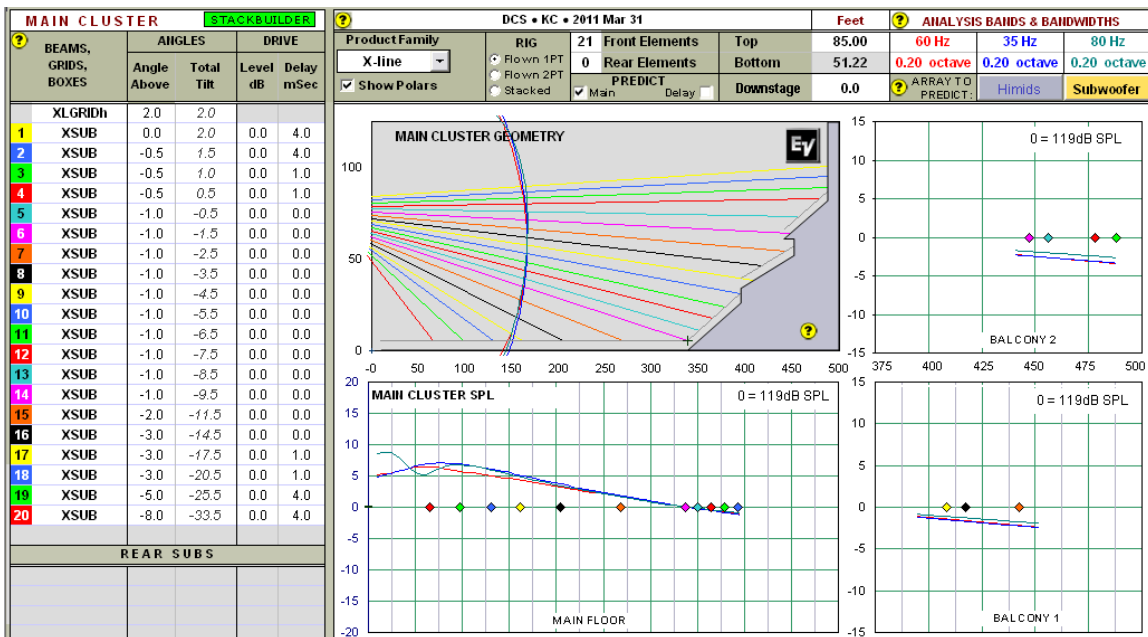 MAIN CLUSTER STACKBUILDER
? BEAMS, GRIDS, BOXES ANGLES DRIVE
Angle Above Total Tilt Level dB Delay mSec
XLGRIDh 2.0 2.0
1 XSUB 0.0 2.0 0.0 4.0
2 XSUB -0.5 1.5 0.0 4.0
3 XSUB -0.5 1.0 0.0 1.0
4 XSUB -0.5 0.5 0.0 1.0
5 XSUB -1.0 -0.5 0.0 0.0
6 XSUB -1.0 -1.5 0.0 0.0
7 XSUB -1.0 -2.5 0.0 0.0
8 XSUB -1.0 -3.5 0.0 0.0
9 XSUB -1.0 -4.5 0.0 0.0
10 XSUB -1.0 -5.5 0.0 0.0
11 XSUB -1.0 -6.5 0.0 0.0
12 XSUB -1.0 -7.5 0.0 0.0
13 XSUB -1.0 -8.5 0.0 0.0
14 XSUB -1.0 -9.5 0.0 0.0
15 XSUB -2.0 -11.5 0.0 0.0
16 XSUB -3.0 -14.5 0.0 0.0
17 XSUB -3.0 -17.5 0.0 1.0
18 XSUB -3.0 -20.5 0.0 1.0
19 XSUB -5.0 -25.5 0.0 4.0
20 XSUB -8.0 -33.5 0.0 4.0
REAR SUBS
? DCS • KC • 2011 Mar 31 Feet
Product Family
X-line
Show Polars
RIG
Flown 1PT
Flown 2PT
Stacked
21 Front Elements Top 85.00
0 Rear Elements Bottom 51.22
PREDICT
Main Delay Downstage 0.0
? ANALYSIS BANDS & BANDWIDTHS
60 Hz 35 Hz 80 Hz
0.20 octave 0.20 octave 0.20 octave
? ARRAY TO PREDICT: Himids Subwoofer
MAIN CLUSTER GEOMETRY
EV
100
50
0
?
-0 50 100 150 200 250 300 350 400 450 500
15
10
5
0
-5
-10
-15
0 = 119dB SPL
BALCONY 2
375 400 425 450 475 500
20
15
10
5
0
-5
-10
-15
-20
MAIN CLUSTER SPL 0 = 119dB SPL
MAIN FLOOR
15
10
5
0
-5
-10
-15
0 = 119dB SPL
BALCONY 1